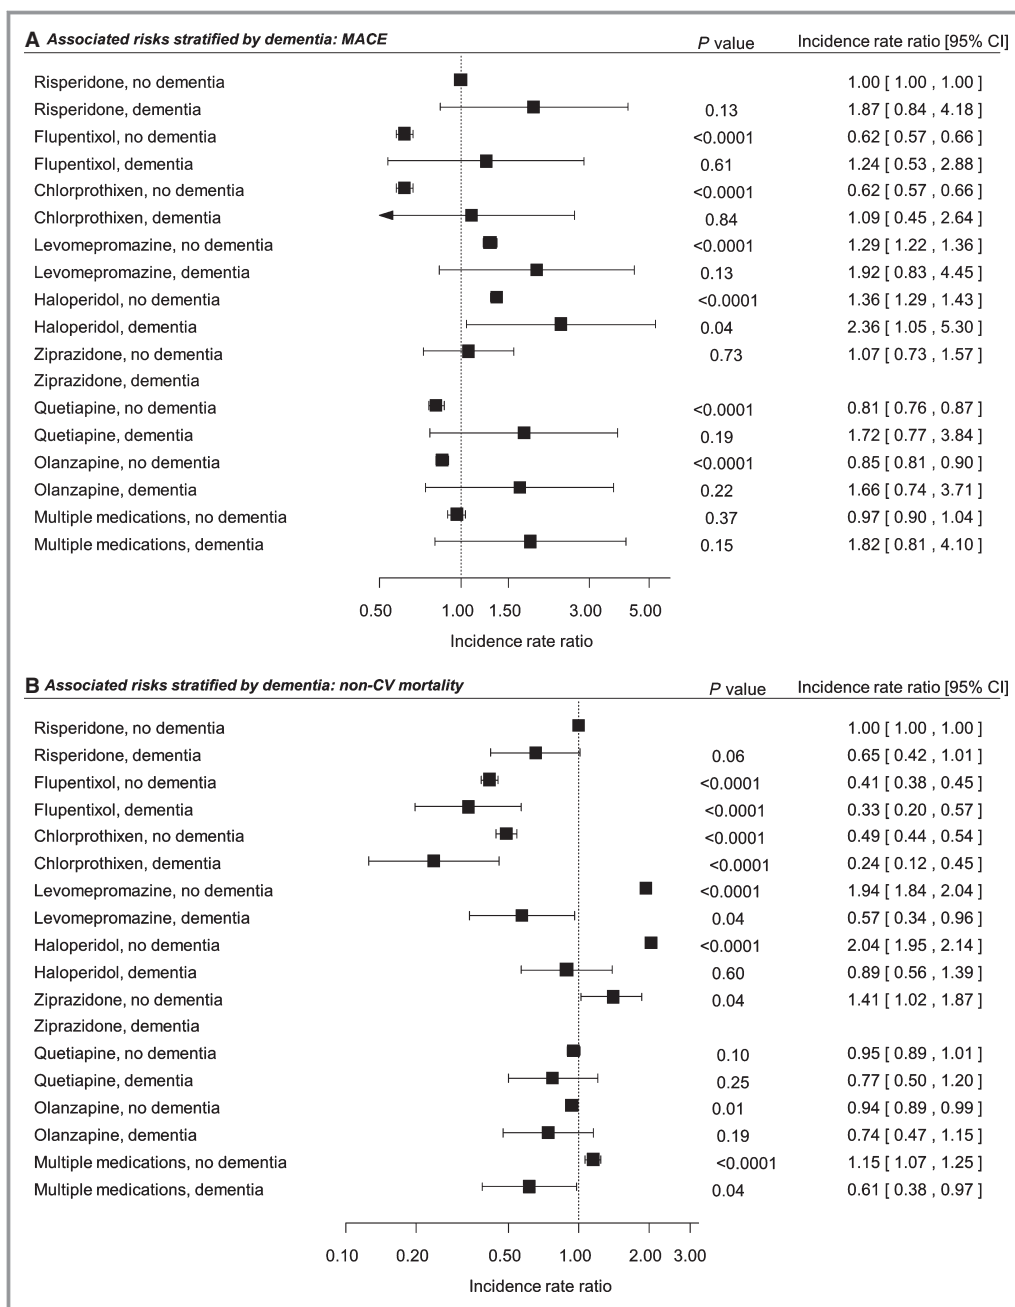 A Associated risks stratified by dementia: MACE P value Incidence rate ratio [95% CI]
Risperidone, no dementia 1.00 [ 1.00 , 1.00 ]
Risperidone, dementia 0.13 1.87 [ 0.84 , 4.18 ]
Flupentixol, no dementia <0.0001 0.62 [ 0.57 , 0.66 ]
Flupentixol, dementia 0.61 1.24 [ 0.53 , 2.88 ]
Chlorprothixen, no dementia <0.0001 0.62 [ 0.57 , 0.66 ]
Chlorprothixen, dementia 0.84 1.09 [ 0.45 , 2.64 ]
Levomepromazine, no dementia <0.0001 1.29 [ 1.22 , 1.36 ]
Levomepromazine, dementia 0.13 1.92 [ 0.83 , 4.45 ]
Haloperidol, no dementia <0.0001 1.36 [ 1.29 , 1.43 ]
Haloperidol, dementia 0.04 2.36 [ 1.05 , 5.30 ]
Ziprazidone, no dementia 0.73 1.07 [ 0.73 , 1.57 ]
Ziprazidone, dementia
Quetiapine, no dementia <0.0001 0.81 [ 0.76 , 0.87 ]
Quetiapine, dementia 0.19 1.72 [ 0.77 , 3.84 ]
Olanzapine, no dementia <0.0001 0.85 [ 0.81 , 0.90 ]
Olanzapine, dementia 0.22 1.66 [ 0.74 , 3.71 ]
Multiple medications, no dementia 0.37 0.97 [ 0.90 , 1.04 ]
Multiple medications, dementia 0.15 1.82 [ 0.81 , 4.10 ]
0.50 1.00 1.50 3.00 5.00
Incidence rate ratio
B Associated risks stratified by dementia: non-CV mortality P value Incidence rate ratio [95% CI]
Risperidone, no dementia 1.00 [ 1.00 , 1.00 ]
Risperidone, dementia 0.06 0.65 [ 0.42 , 1.01 ]
Flupentixol, no dementia <0.0001 0.41 [ 0.38 , 0.45 ]
Flupentixol, dementia <0.0001 0.33 [ 0.20 , 0.57 ]
Chlorprothixen, no dementia <0.0001 0.49 [ 0.44 , 0.54 ]
Chlorprothixen, dementia <0.0001 0.24 [ 0.12 , 0.45 ]
Levomepromazine, no dementia <0.0001 1.94 [ 1.84 , 2.04 ]
Levomepromazine, dementia 0.04 0.57 [ 0.34 , 0.96 ]
Haloperidol, no dementia <0.0001 2.04 [ 1.95 , 2.14 ]
Haloperidol, dementia 0.60 0.89 [ 0.56 , 1.39 ]
Ziprazidone, no dementia 0.04 1.41 [ 1.02 , 1.87 ]
Ziprazidone, dementia
Quetiapine, no dementia 0.10 0.95 [ 0.89 , 1.01 ]
Quetiapine, dementia 0.25 0.77 [ 0.50 , 1.20 ]
Olanzapine, no dementia 0.01 0.94 [ 0.89 , 0.99 ]
Olanzapine, dementia 0.19 0.74 [ 0.47 , 1.15 ]
Multiple medications, no dementia <0.0001 1.15 [ 1.07 , 1.25 ]
Multiple medications, dementia 0.04 0.61 [ 0.38 , 0.97 ]
0.10 0.20 0.50 1.00 2.00 3.00
Incidence rate ratio